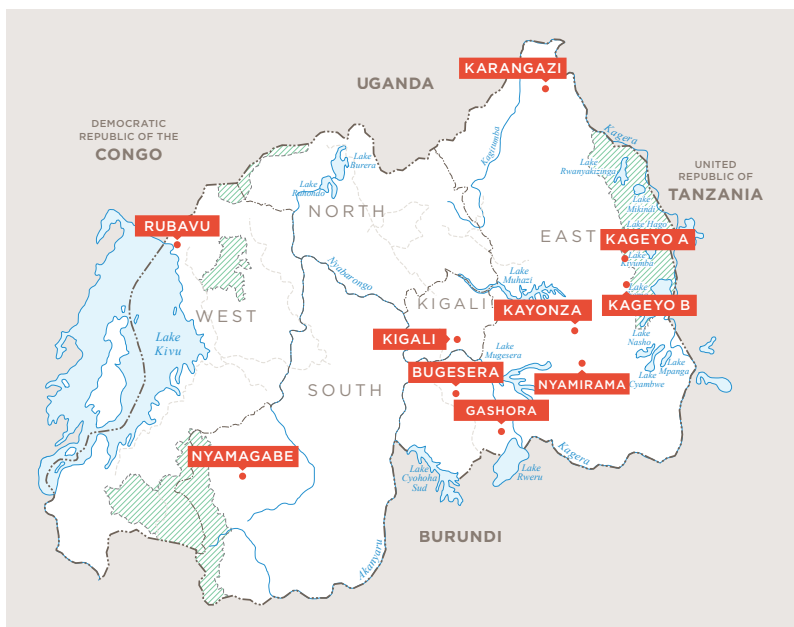 KARANGAZI
UGANDA
DEMOCRATIC
REPUBLIC OF THE
CONGO
Kagera
Kagitumba
Lake
Burera
Lake
Ruhondo
Lake
Rwanyakizinga
UNITED
REPUBLIC OF
TANZANIA
Lake
Mikindi
NORTH
Lake Hago
RUBAVU
EAST
KAGEYO A
Lake
Kivumba
Nyabarongo
Lake
Muhazi
Lake
KIGALI
KAYONZA
KAGEYO B
WEST
Lake
Kivu
KIGALI
Lake
Nasho
Lake
Mugesera
Lake
Mpanga
BUGESERA
Lake
Cyambwe
NYAMIRAMA
SOUTH
GASHORA
NYAMAGABE
Kagera
Lake
Cyohoha
Sud
Lake
Rweru
BURUNDI
Akanyaru